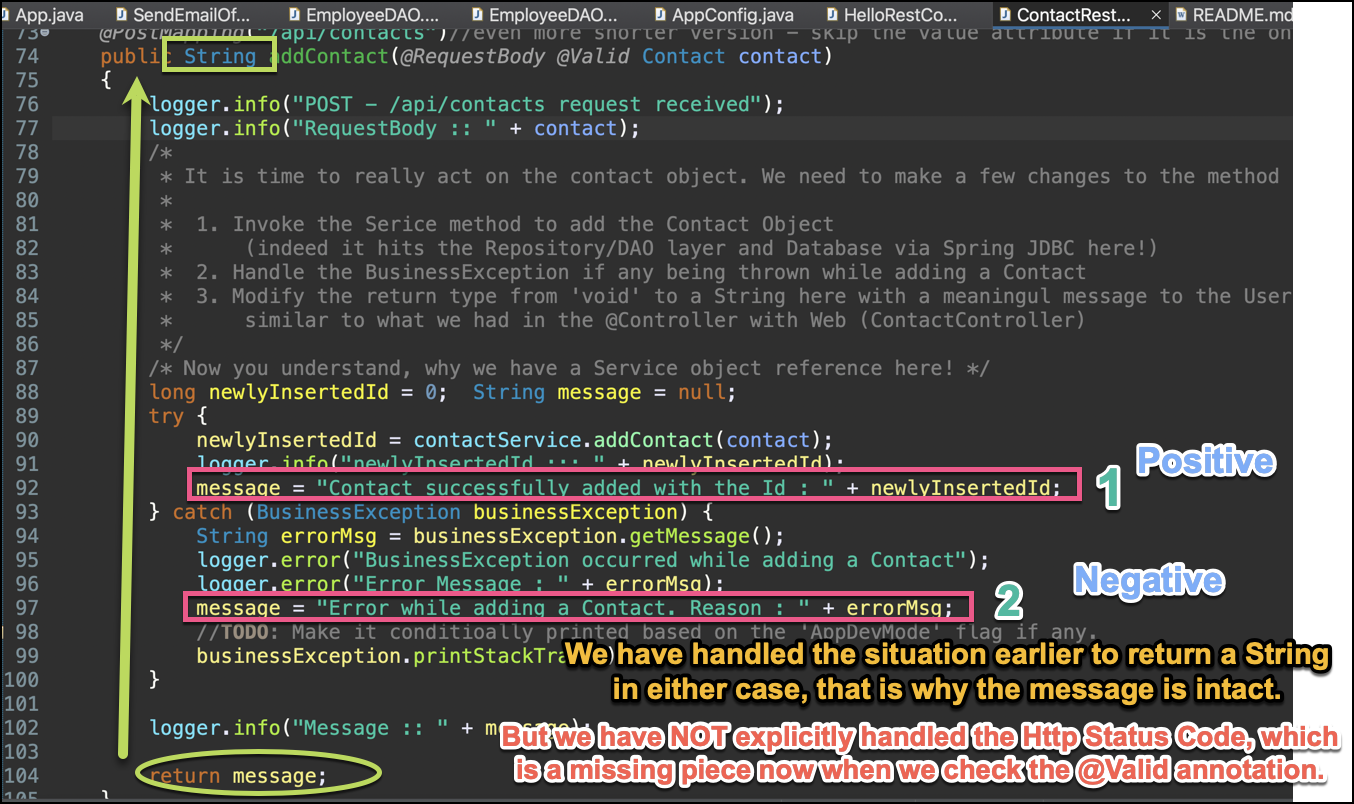 App.java SendEmailOf... EmployeeDAO.... EmployeeDAO... AppConfig.java HelloRestCo... ContactRest... × README.md
73 @PostMapping("/api/contacts")//even more shorter version - skip the value attribute if it is the on
74 public String addContact(@RequestBody @Valid Contact contact)
75 {
76 logger.info("POST - /api/contacts request received");
77 logger.info("RequestBody :: " + contact);
78 /*
79 * It is time to really act on the contact object. We need to make a few changes to the method
80 *
81 * 1. Invoke the Serice method to add the Contact Object
82 * (indeed it hits the Repository/DAO layer and Database via Spring JDBC here!)
83 * 2. Handle the BusinessException if any being thrown while adding a Contact
84 * 3. Modify the return type from 'void' to a String here with a meaningul message to the User
85 * similar to what we had in the @Controller with Web (ContactController)
86 */
87 /* Now you understand, why we have a Service object reference here! */
88 long newlyInsertedId = 0; String message = null;
89 try {
90 newlyInsertedId = contactService.addContact(contact);
91 logger.info("newlyInsertedId ::: " + newlyInsertedId);
92 message = "Contact successfully added with the Id : " + newlyInsertedId;
1 Positive
93 } catch (BusinessException businessException) {
94 String errorMsg = businessException.getMessage();
95 logger.error("BusinessException occurred while adding a Contact");
96 logger.error("Error Message : " + errorMsg);
97 message = "Error while adding a Contact. Reason : " + errorMsg;
2 Negative
98 //TODO: Make it conditioally printed based on the 'AppDevMode' flag if any.
99 businessException.printStackTra
We have handled the situation earlier to return a String
in either case, that is why the message is intact.
100 }
101
102 logger.info("Message :: " + message);
But we have NOT explicitly handled the Http Status Code, which
is a missing piece now when we check the @Valid annotation.
103
104 return message;
105 }